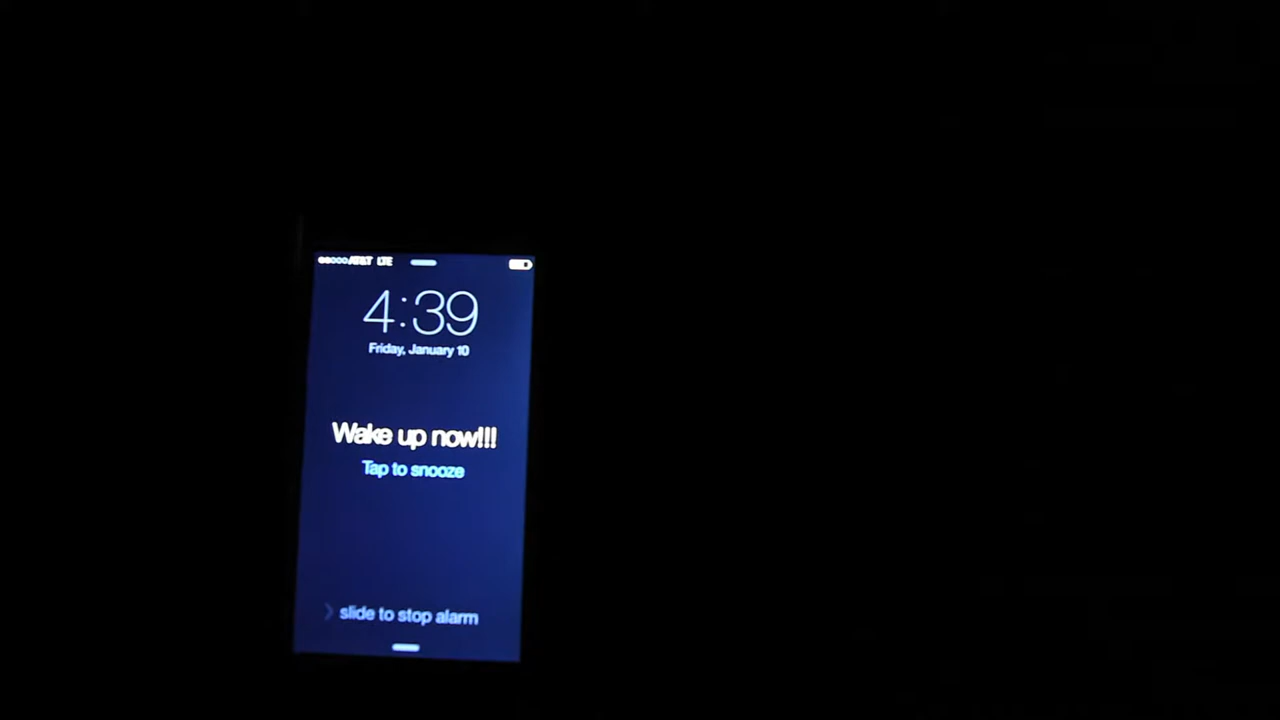 AT&T LTE
4:39
Friday, January 10
Wake up now!!!
Tap to snooze
slide to stop alarm